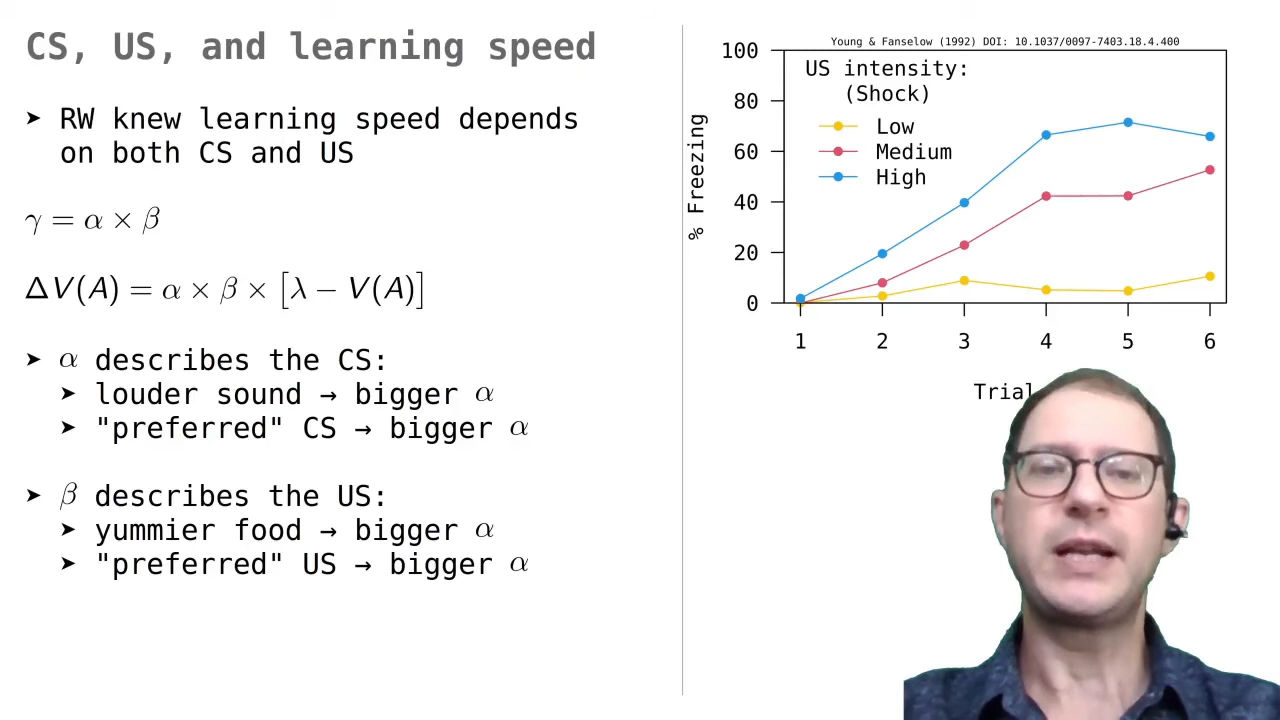 CS, US, and learning speed
➤ RW knew learning speed depends
on both CS and US
γ = α × β
ΔV(A) = α × β × [λ − V(A)]
➤ α describes the CS:
➤ louder sound → bigger α
➤ "preferred" CS → bigger α
➤ β describes the US:
➤ yummier food → bigger α
➤ "preferred" US → bigger α
Young & Fanselow (1992) DOI: 10.1037/0097-7403.18.4.400
US intensity:
(Shock)
Low
Medium
High
% Freezing
100
80
60
40
20
0
1 2 3 4 5 6
Trial